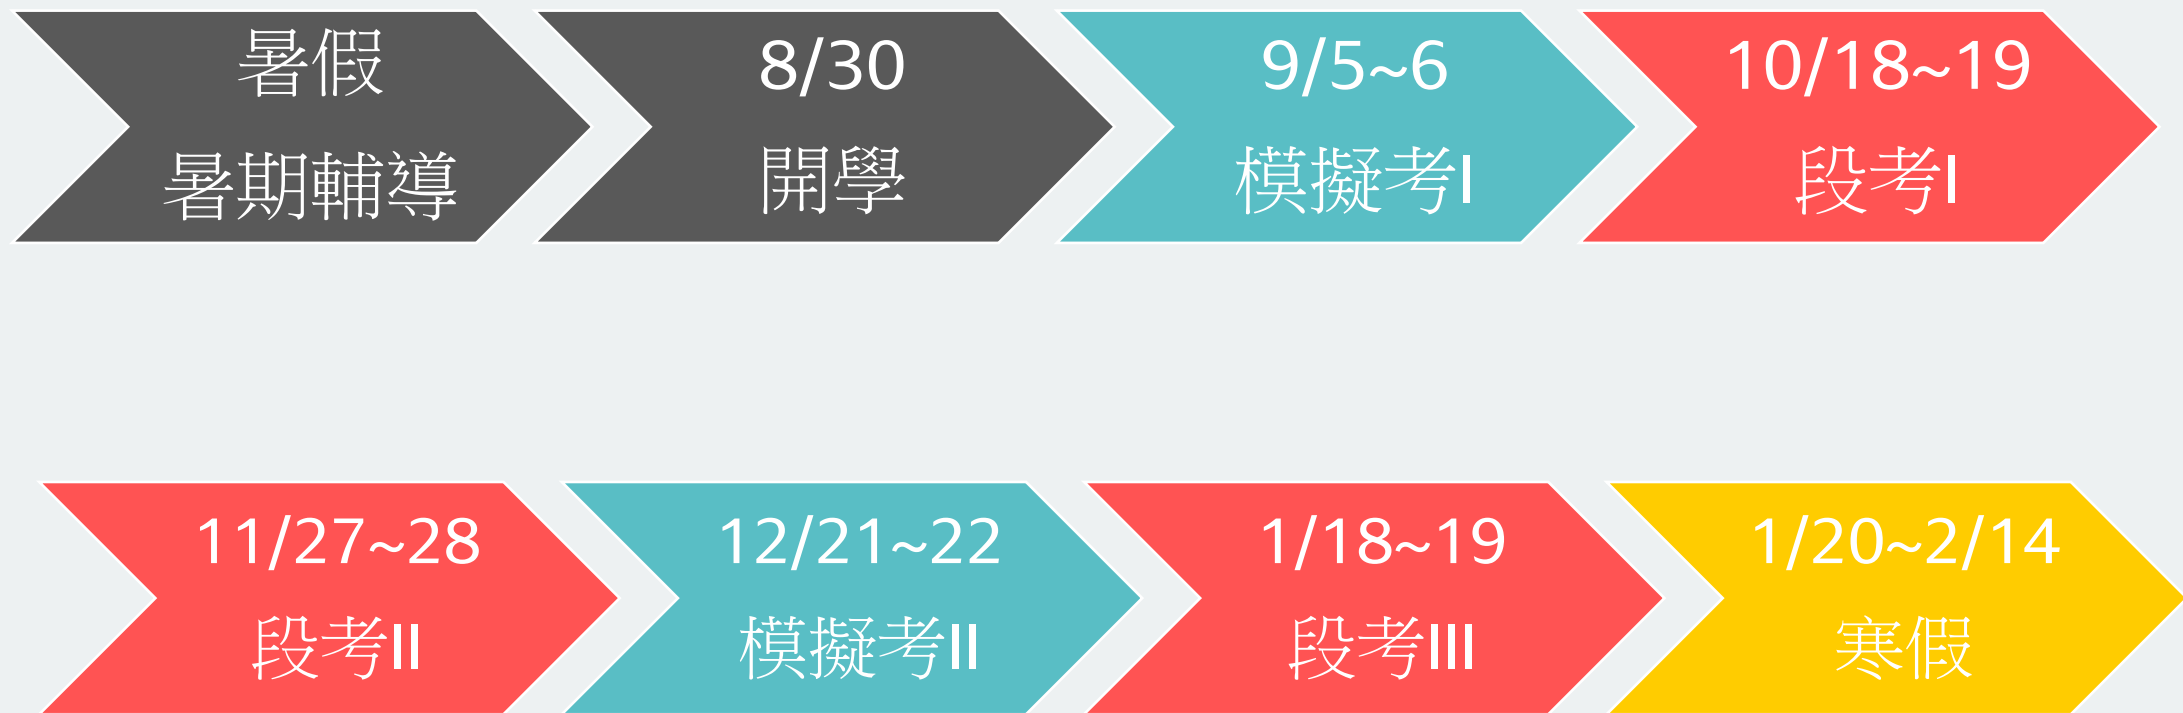 暑假
暑期輔導
8/30
開學
9/5~6
模擬考I
10/18~19
段考I
11/27~28
段考II
12/21~22
模擬考II
1/18~19
段考III
1/20~2/14
寒假